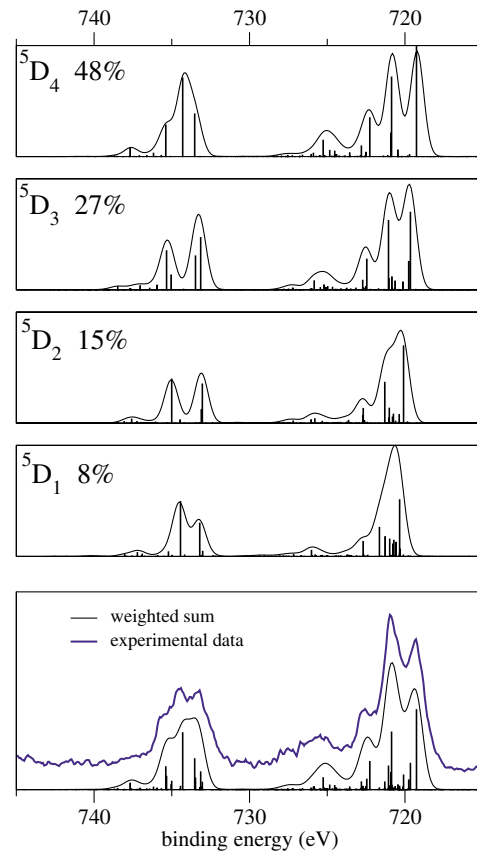 740 730 720
⁵D₄ 48%
⁵D₃ 27%
⁵D₂ 15%
⁵D₁ 8%
weighted sum
experimental data
740 730 720
binding energy (eV)